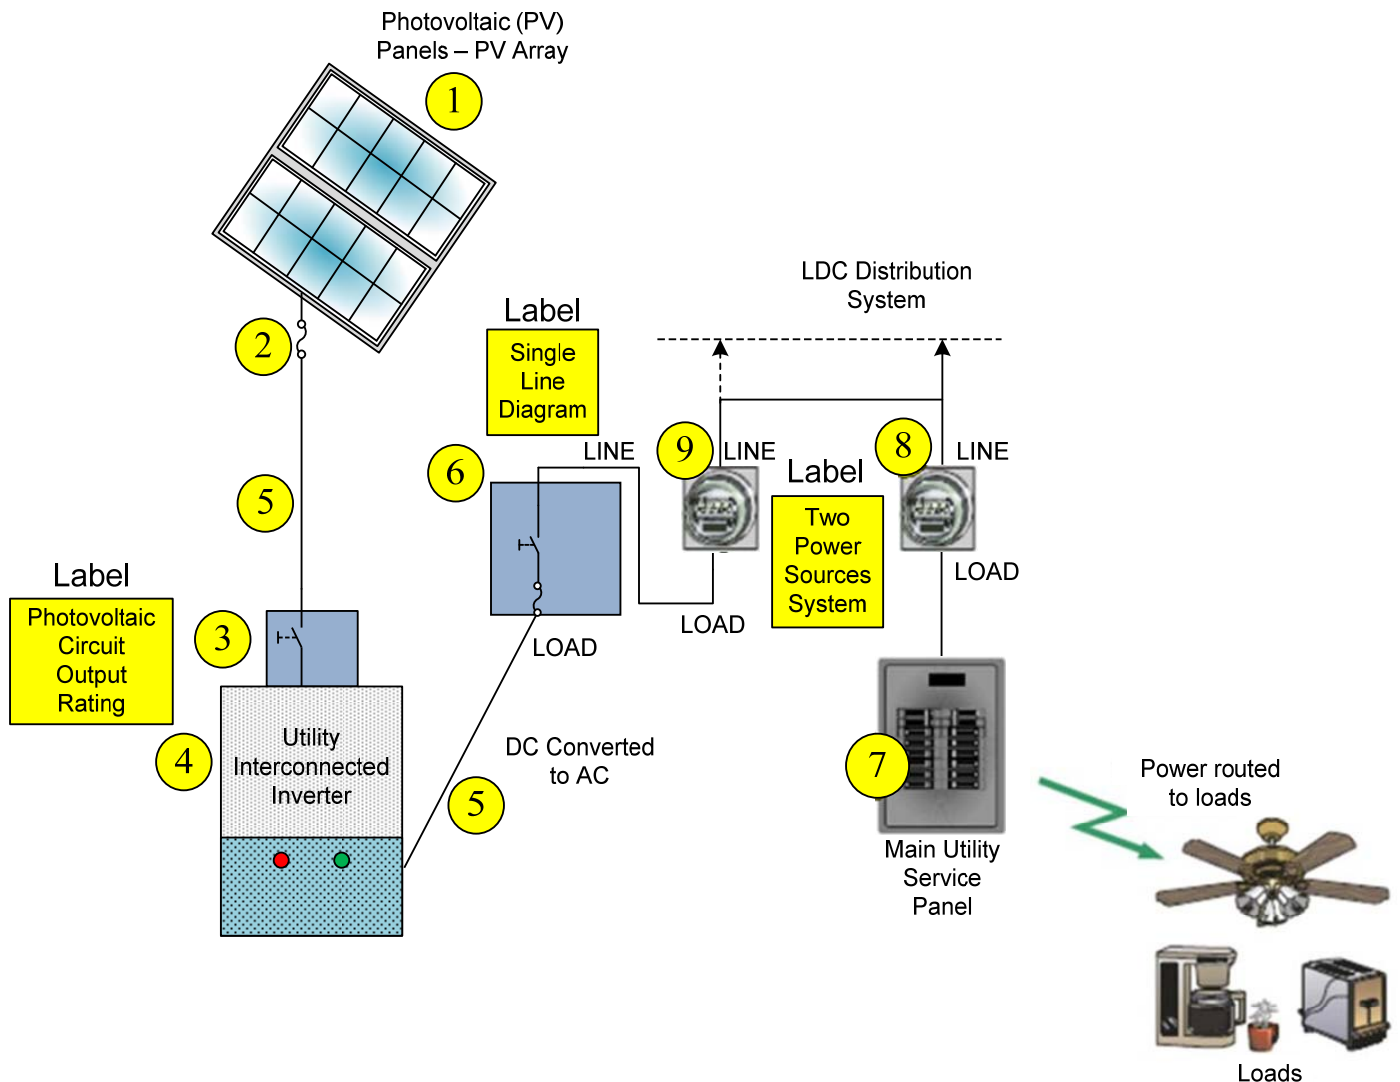 Photovoltaic (PV)
Panels – PV Array
1
LDC Distribution
System
Label
Single
Line
Diagram
2
LINE
9
LINE
8
LINE
6
Label
Two
Power
Sources
System
5
LOAD
LOAD
Label
Photovoltaic
Circuit
Output
Rating
3
LOAD
4
Utility
Interconnected
Inverter
DC Converted
to AC
5
7
Power routed
to loads
Main Utility
Service
Panel
Loads